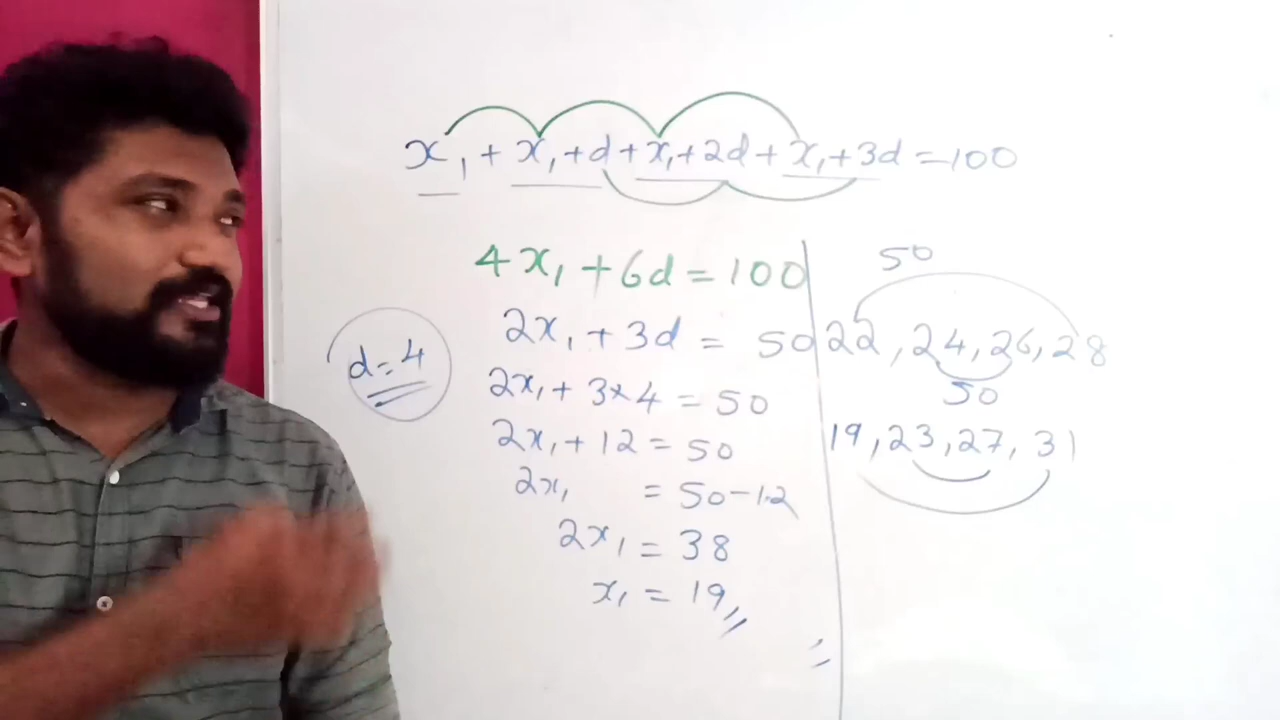 x₁ + x₁ + d + x₁ + 2d + x₁ + 3d = 100
4x₁ + 6d = 100
2x₁ + 3d = 50
d = 4
2x₁ + 3 × 4 = 50
2x₁ + 12 = 50
2x₁ = 50 - 12
2x₁ = 38
x₁ = 19
50
22, 24, 26, 28
50
19, 23, 27, 31